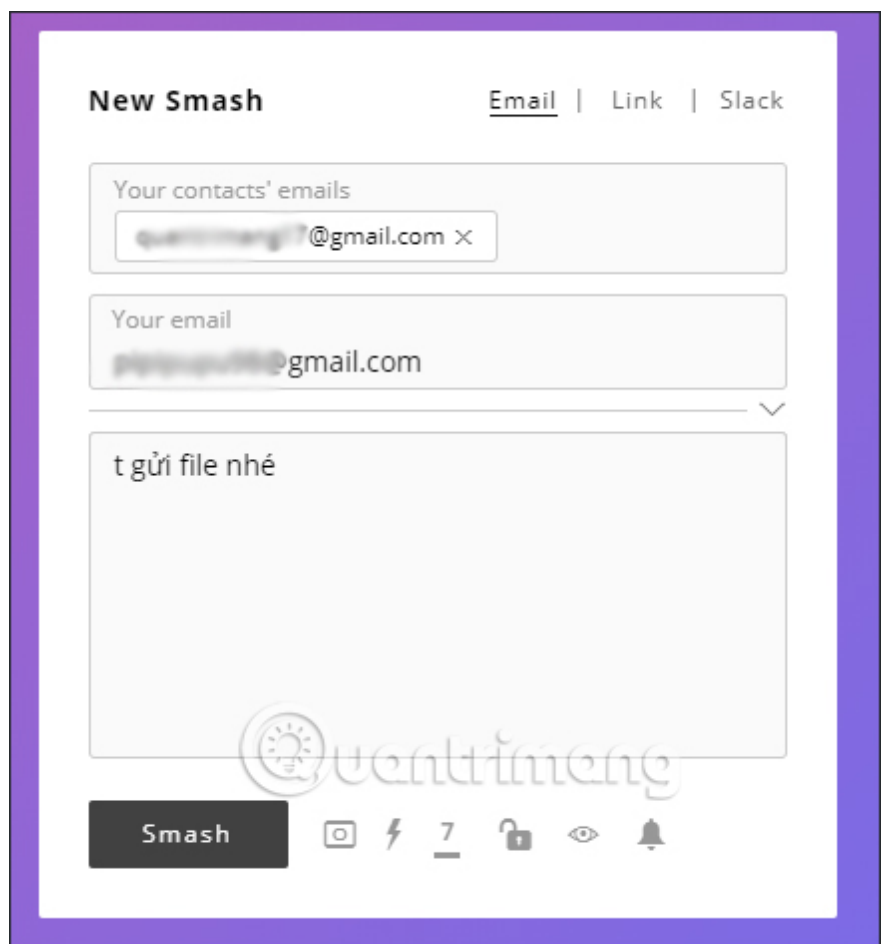 New Smash
Email | Link | Slack
Your contacts' emails
@gmail.com ×
Your email
@gmail.com
t gửi file nhé
Quantrimang
Smash
7